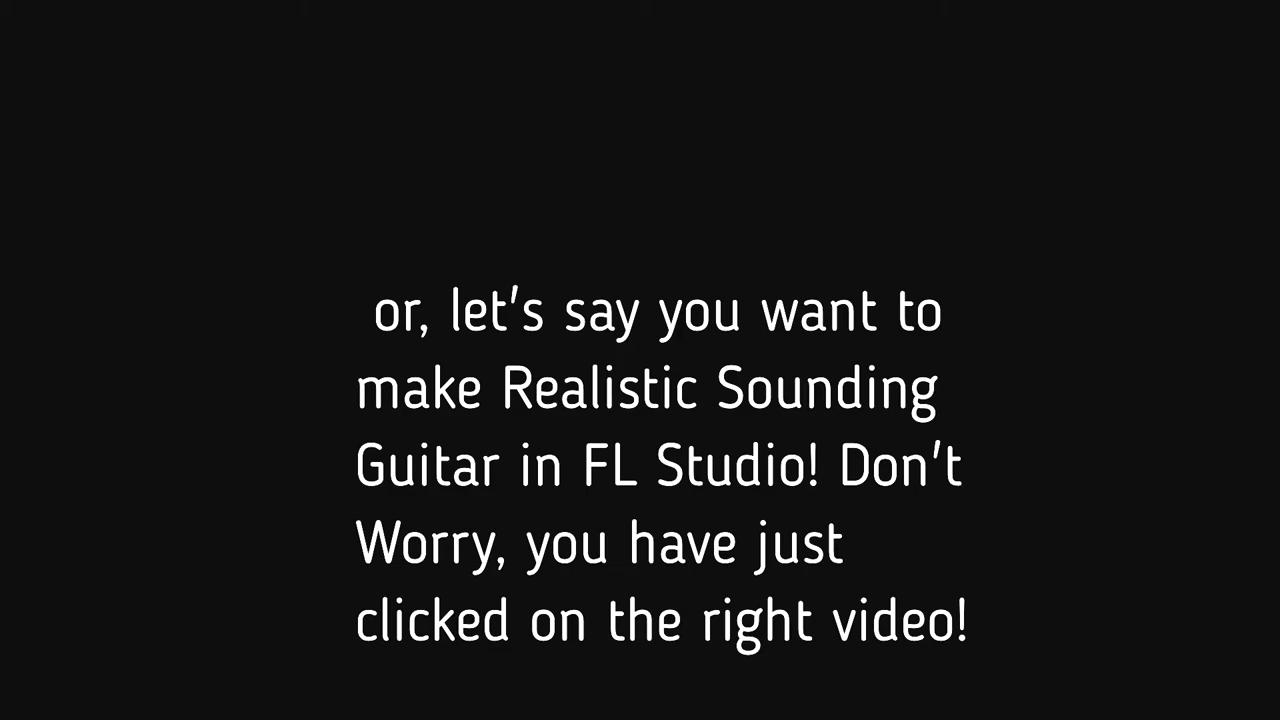 or, let's say you want to
make Realistic Sounding
Guitar in FL Studio! Don't
Worry, you have just
clicked on the right video!